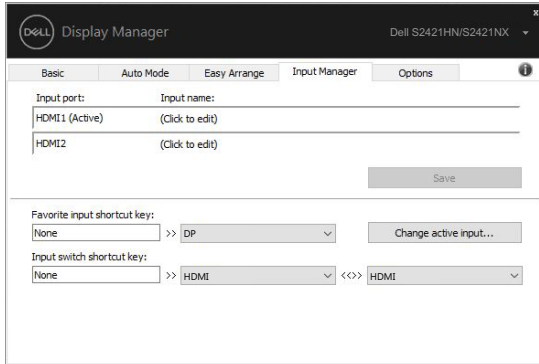 DELL Display Manager Dell S2421HN/S2421NX
x
Basic Auto Mode Easy Arrange Input Manager Options i
Input port: Input name:
HDMI1 (Active) (Click to edit)
HDMI2 (Click to edit)
Save
Favorite input shortcut key:
None >> DP Change active input...
Input switch shortcut key:
None >> HDMI <<>> HDMI